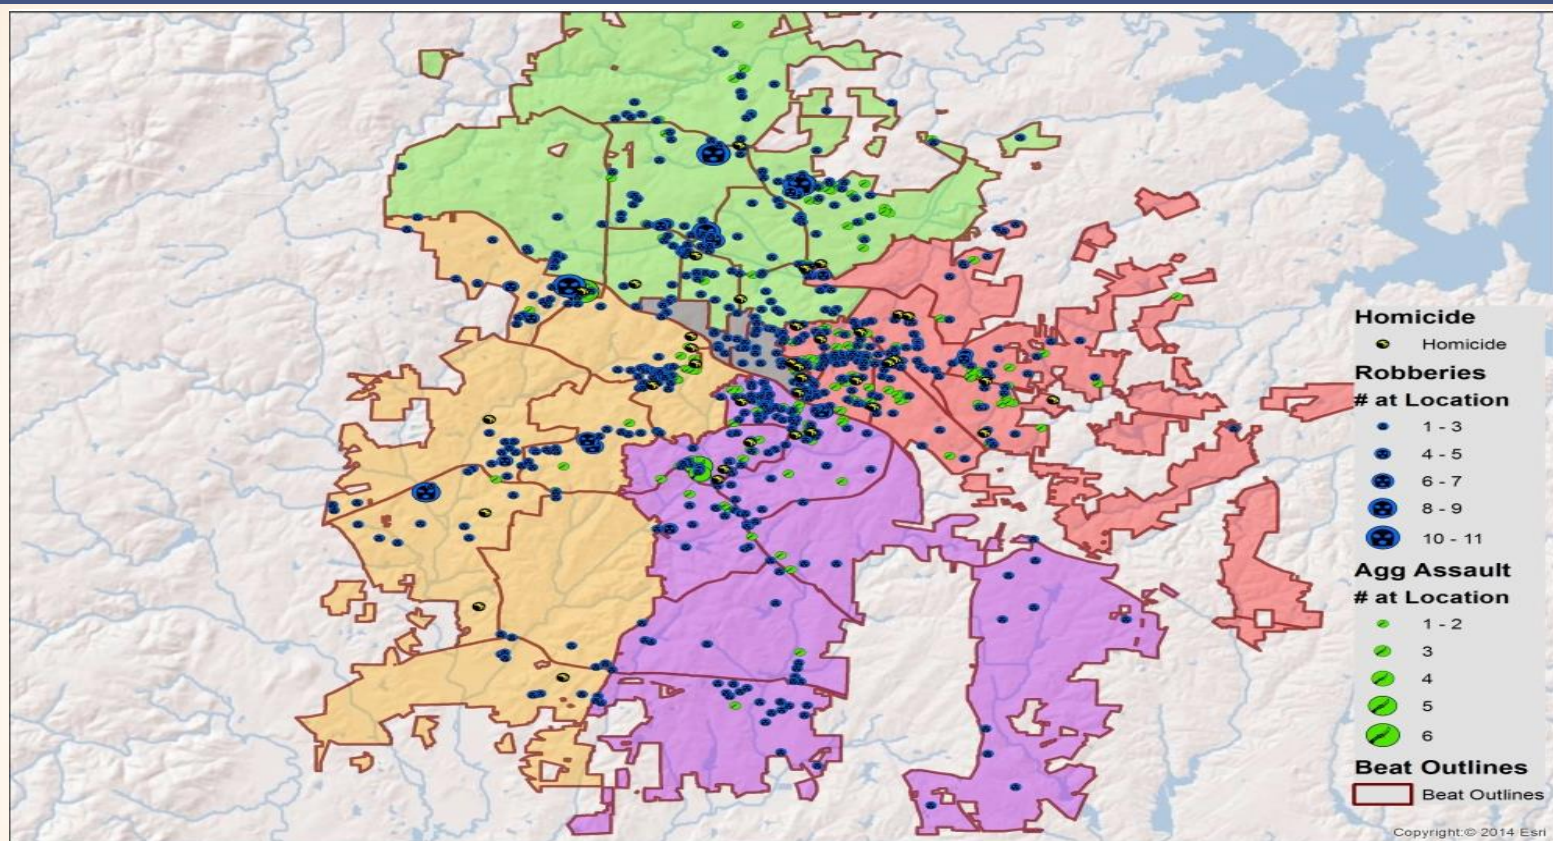 1
Homicide
Homicide
Robberies
# at Location
1 - 3
4 - 5
6 - 7
8 - 9
10 - 11
Agg Assault
# at Location
1 - 2
3
4
5
6
Beat Outlines
Beat Outlines
Copyright:© 2014 Esri